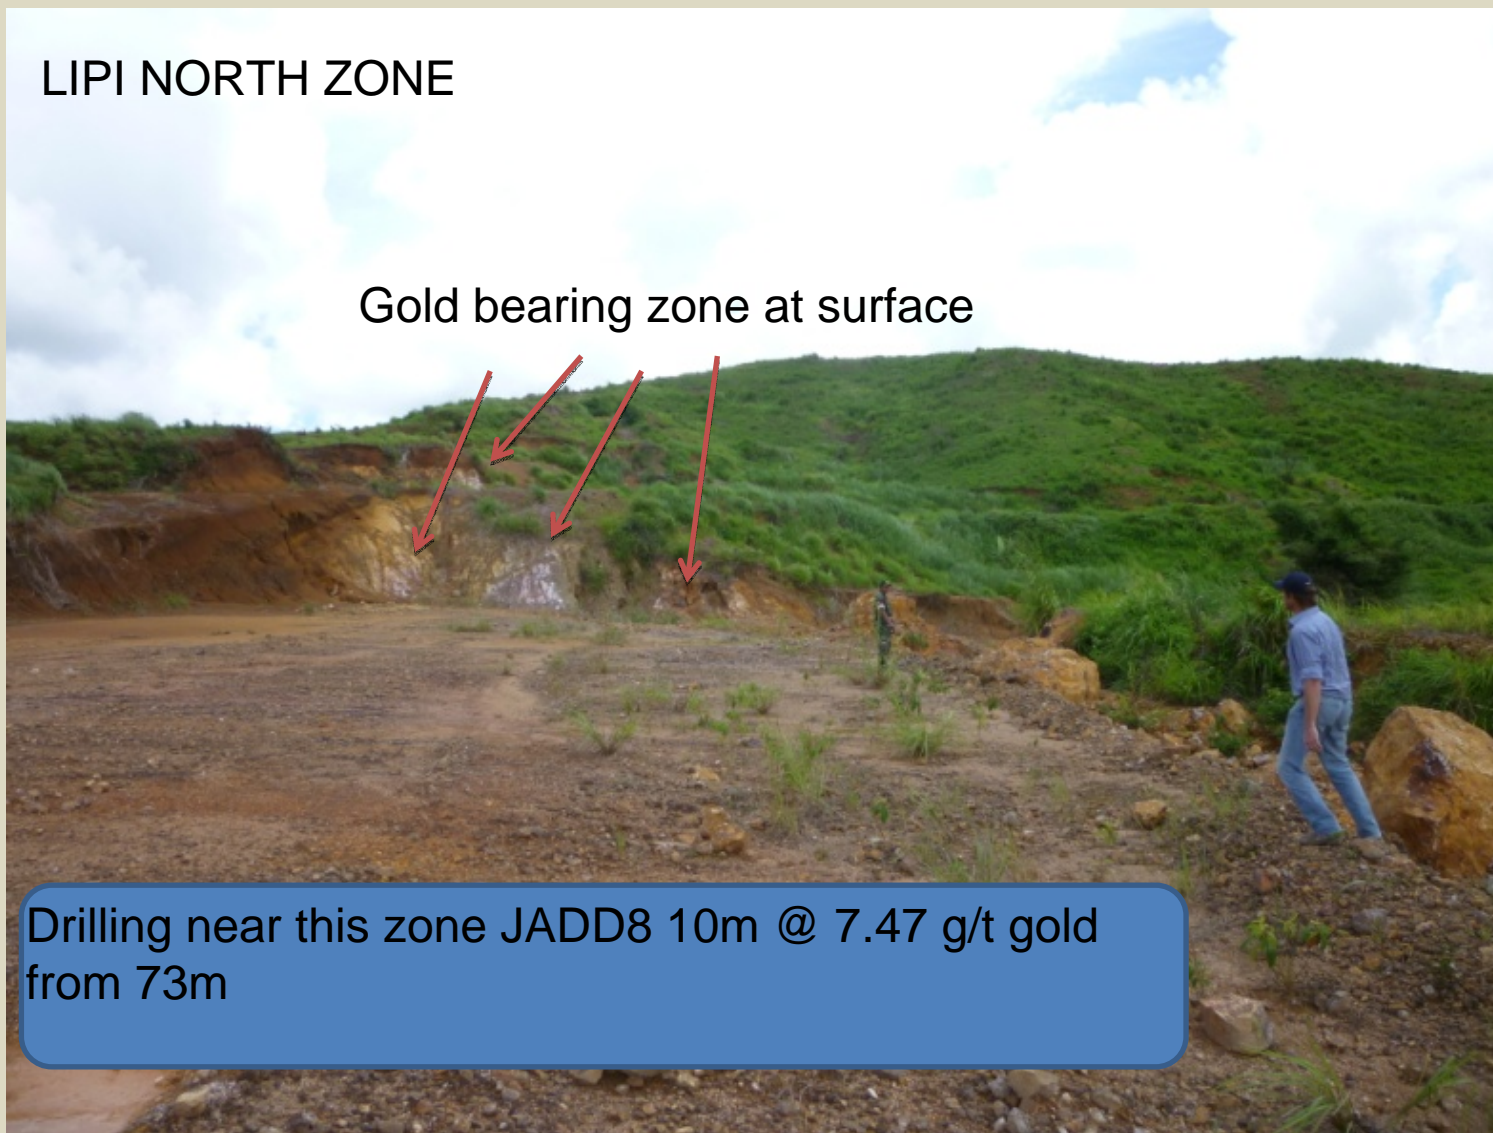 LIPI NORTH ZONE
Gold bearing zone at surface
Drilling near this zone JADD8 10m @ 7.47 g/t gold
from 73m